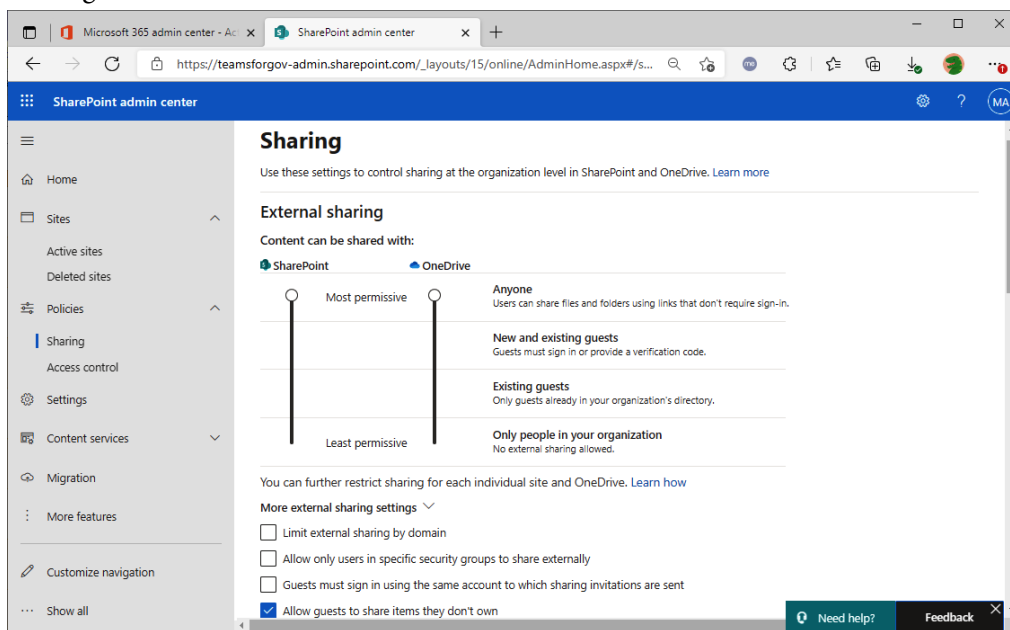 Microsoft 365 admin center - Ac
SharePoint admin center
https://teamsforgov-admin.sharepoint.com/_layouts/15/online/AdminHome.aspx#/s...
me
SharePoint admin center
?
MA
Home
Sites
Active sites
Deleted sites
Policies
Sharing
Access control
Settings
Content services
Migration
More features
Customize navigation
Show all
Sharing
Use these settings to control sharing at the organization level in SharePoint and OneDrive. Learn more
External sharing
Content can be shared with:
SharePoint OneDrive
Most permissive
Anyone
Users can share files and folders using links that don't require sign-in.
New and existing guests
Guests must sign in or provide a verification code.
Existing guests
Only guests already in your organization's directory.
Least permissive
Only people in your organization
No external sharing allowed.
You can further restrict sharing for each individual site and OneDrive. Learn how
More external sharing settings
Limit external sharing by domain
Allow only users in specific security groups to share externally
Guests must sign in using the same account to which sharing invitations are sent
Allow guests to share items they don't own
Need help?
Feedback